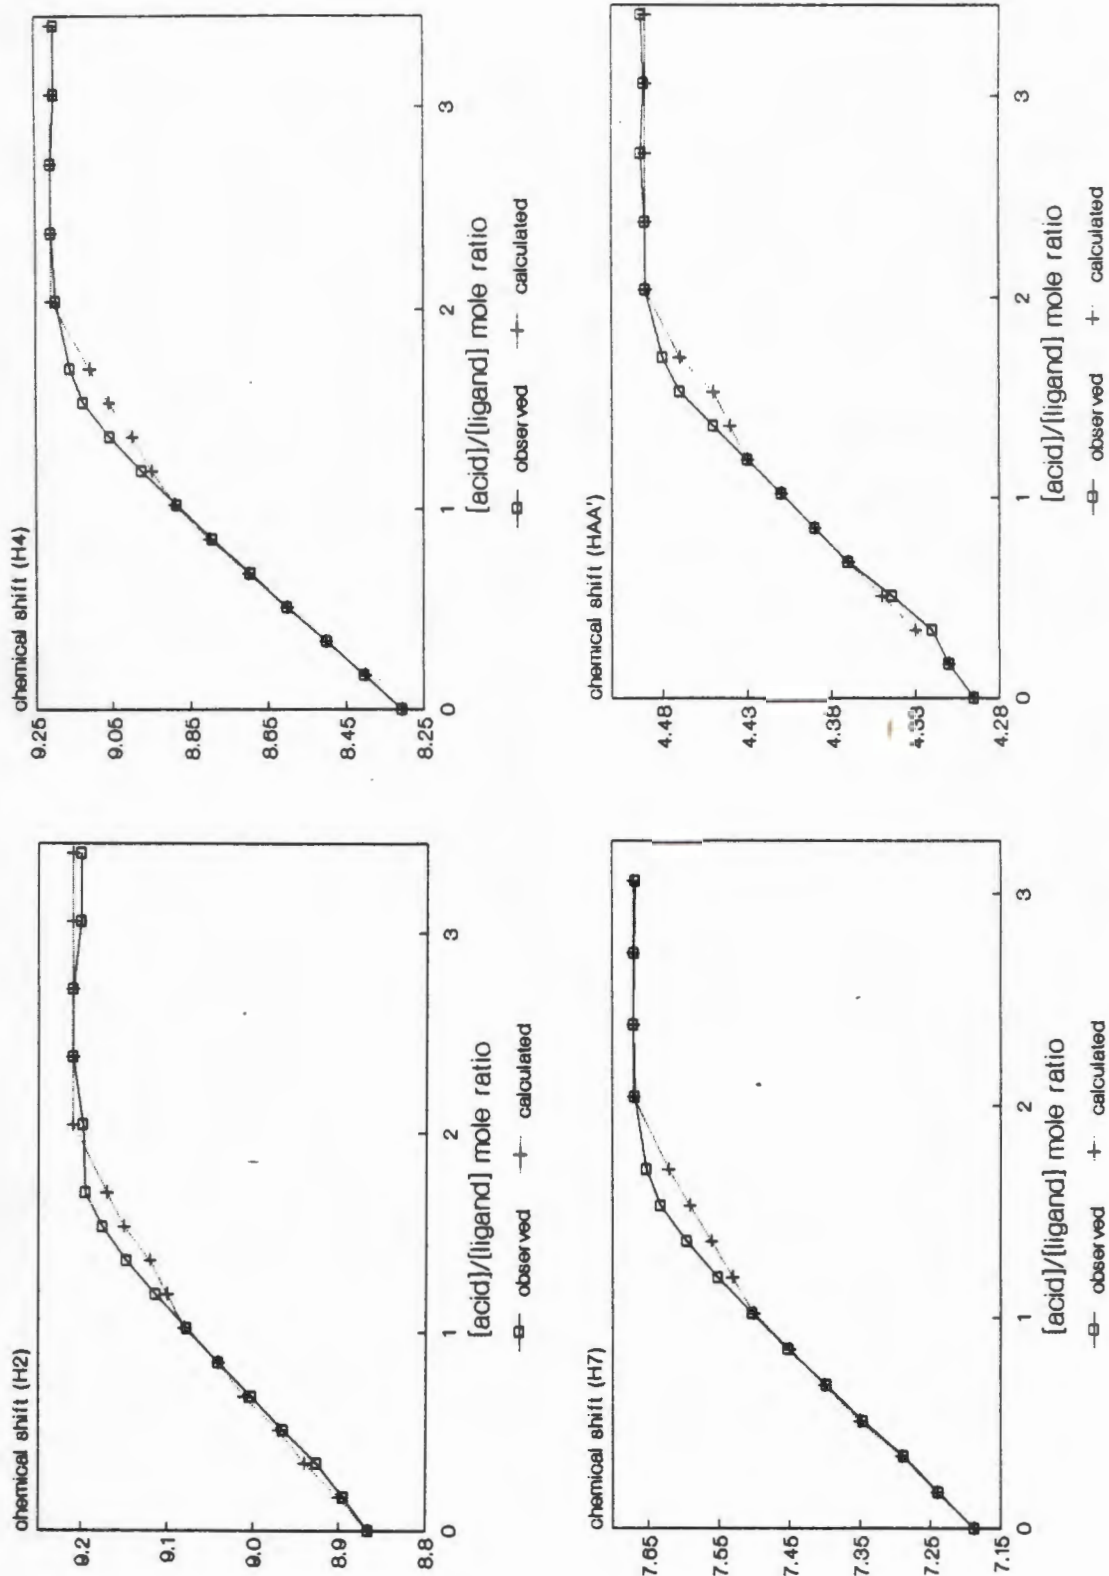 chemical shift (H2)
9.2
9.1
9.0
8.9
8.8
0 1 2 3
[acid]/[ligand] mole ratio
observed calculated
chemical shift (H4)
9.25
9.05
8.85
8.65
8.45
8.25
0 1 2 3
[acid]/[ligand] mole ratio
observed calculated
chemical shift (H7)
7.65
7.55
7.45
7.35
7.25
7.15
0 1 2 3
[acid]/[ligand] mole ratio
observed calculated
chemical shift (HAA')
4.48
4.43
4.38
4.33
4.28
0 1 2 3
[acid]/[ligand] mole ratio
observed calculated